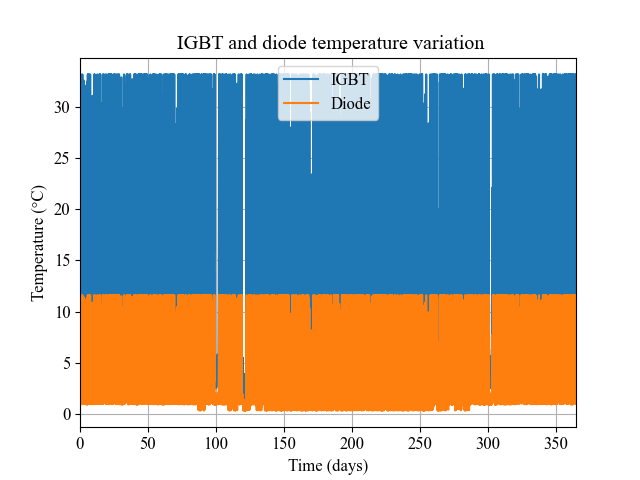 IGBT and diode temperature variation
IGBT
Diode
Temperature (°C)
30
25
20
15
10
5
0
0 50 100 150 200 250 300 350
Time (days)